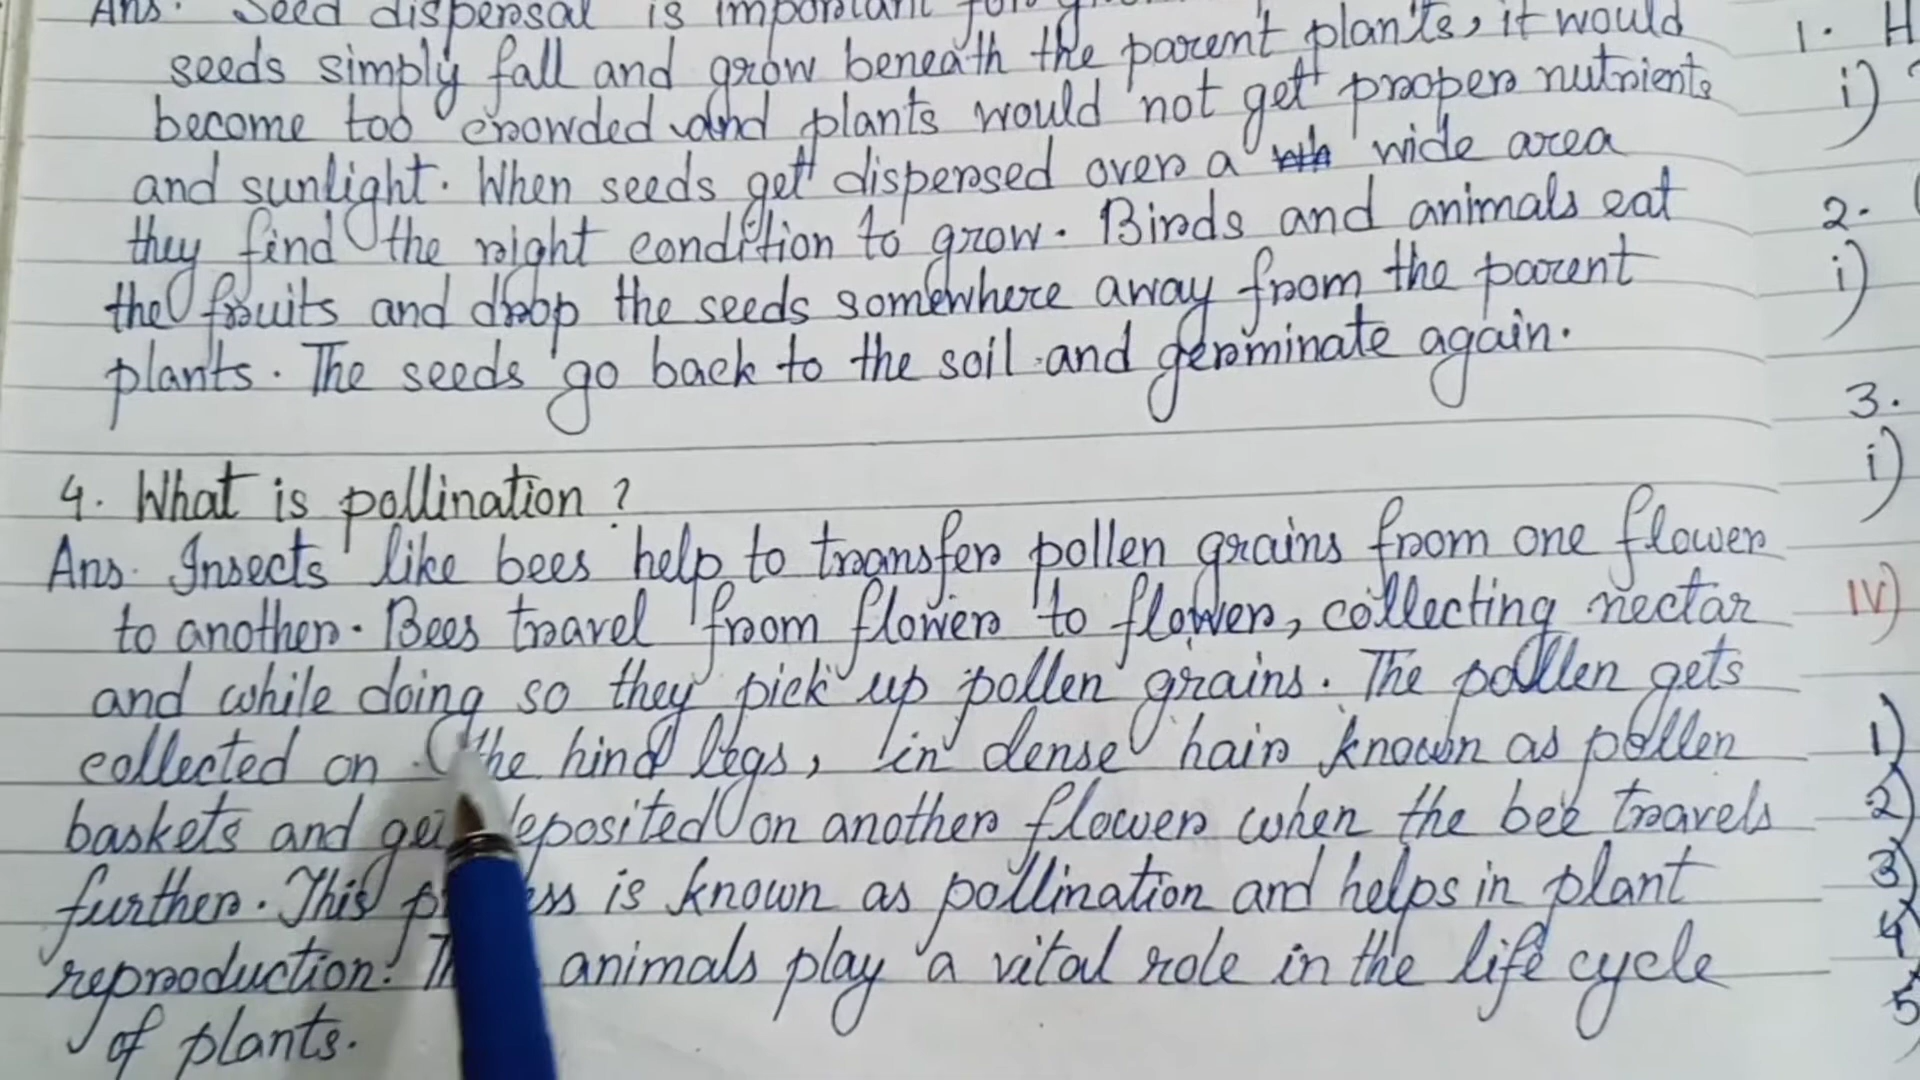 Ans. Seed dispersal is important for
seeds simply fall and grow beneath the parent plants, it would
become too crowded and plants would not get proper nutrients
and sunlight. When seeds get dispersed over a wide area
they find the right condition to grow. Birds and animals eat
the fruits and drop the seeds somewhere away from the parent
plants. The seeds go back to the soil and germinate again.
4. What is pollination?
Ans. Insects like bees help to transfer pollen grains from one flower
to another. Bees travel from flower to flower, collecting nectar
and while doing so they pick up pollen grains. The pollen gets
collected on the hind legs, in dense hair known as pollen
baskets and deposited on another flower when the bee travels
further. This is known as pollination and helps in plant
reproduction. animals play a vital role in the life cycle
of plants.
1. H
i)
2.
i)
3.
i)
IV)
1)
2)
3)
4)
5)